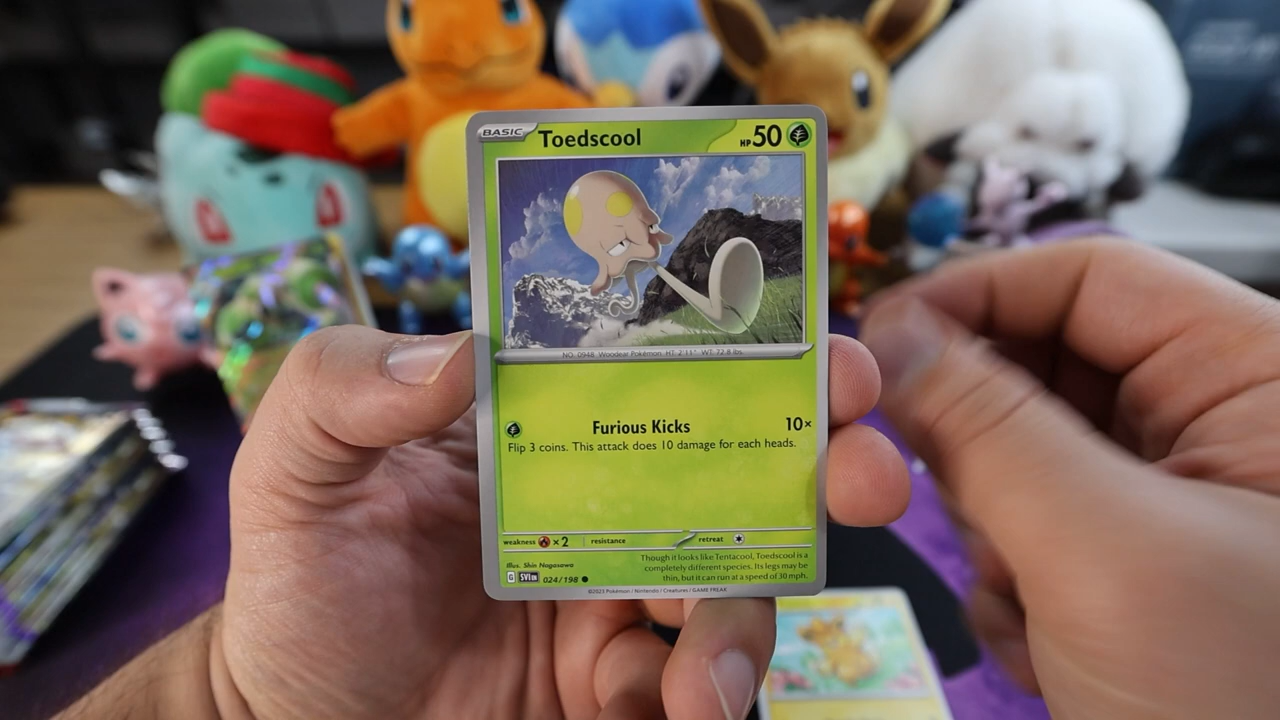 BASIC Toedscool HP 50
NO. 0948 Woodear Pokémon HT: 2'11" WT: 72.8 lbs.
Furious Kicks 10×
Flip 3 coins. This attack does 10 damage for each heads.
weakness ×2 resistance retreat
Though it looks like Tentacool, Toedscool is a
completely different species. Its legs may be
thin, but it can run at a speed of 30 mph.
Illus. Shin Nagasawa
G SVI EN 024/198
©2023 Pokémon / Nintendo / Creatures / GAME FREAK